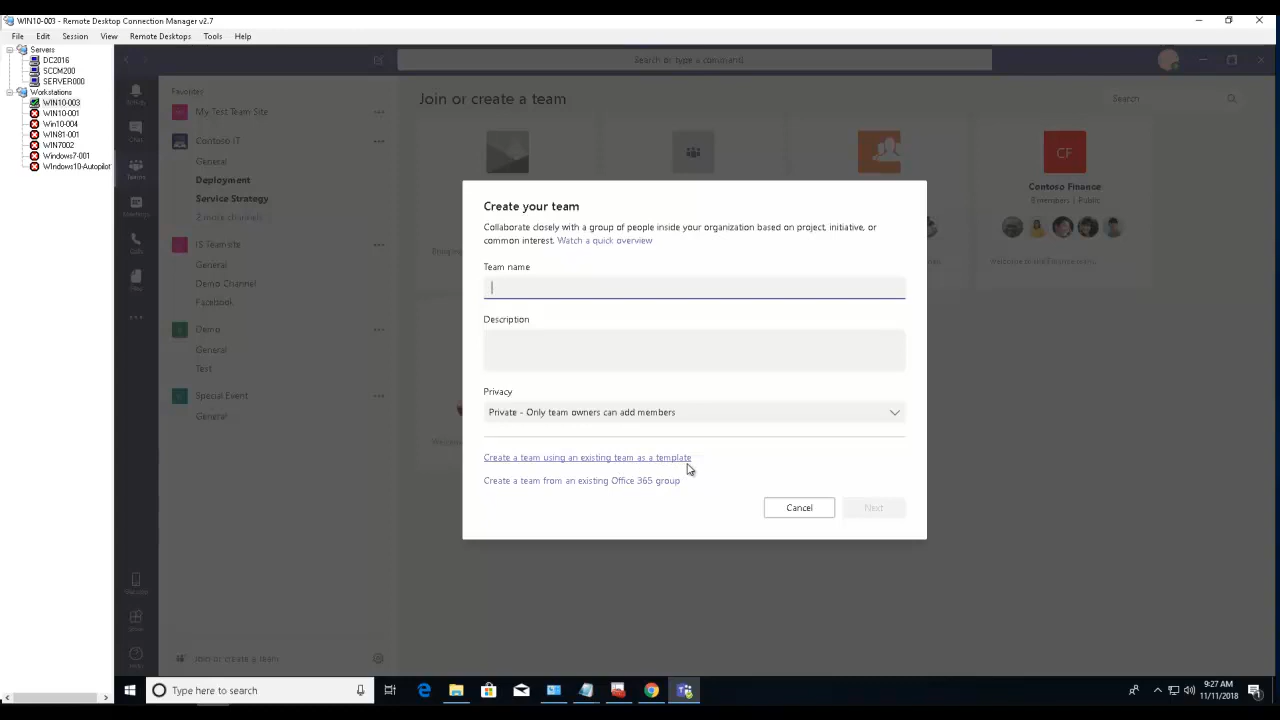 WIN10-003 - Remote Desktop Connection Manager v2.7
File Edit Session View Remote Desktops Tools Help
Servers
DC2016
SCCM200
SERVER000
Workstations
WIN10-003
WIN10-001
Win10-004
WIN81-001
WIN7002
Windows7-001
WIndows10-Autopilot
Search or type a command
Teams
Favorites
My Test Team Site
Contoso IT
General
Deployment
Service Strategy
2 more channels
IS Teamsite
General
Demo Channel
Facebook
Demo
General
Test
Special Event
General
Join or create a team
Join or create a team
Search
CF
Contoso Finance
Public
Create your team
Collaborate closely with a group of people inside your organization based on project, initiative, or
common interest. Watch a quick overview
Team name
Description
Privacy
Private - Only team owners can add members
Create a team using an existing team as a template
Create a team from an existing Office 365 group
Cancel Next
Type here to search
9:27 AM
11/11/2018
1